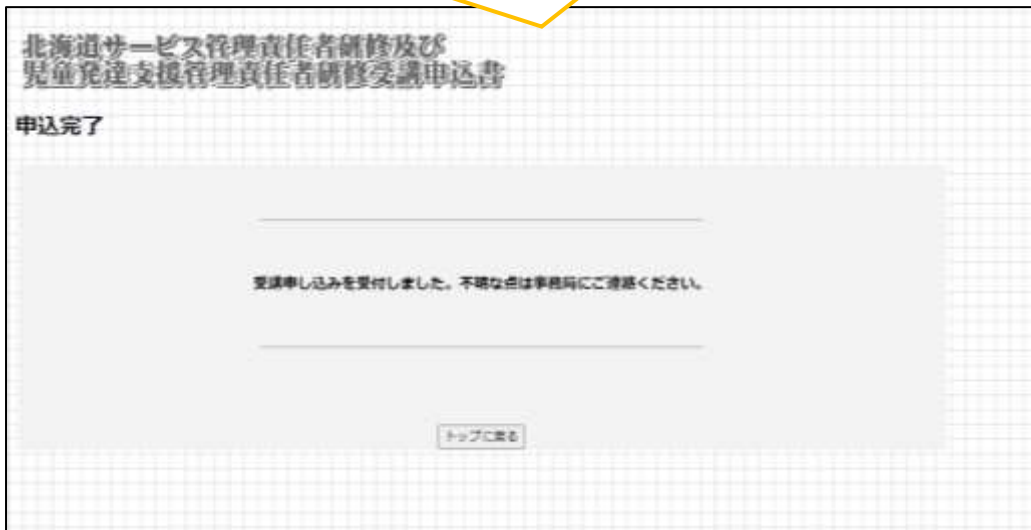 北海道サービス管理責任者研修及び
児童発達支援管理責任者研修受講申込書
申込完了
受講申し込みを受付しました。不明な点は事務局にご連絡ください。
トップに戻る